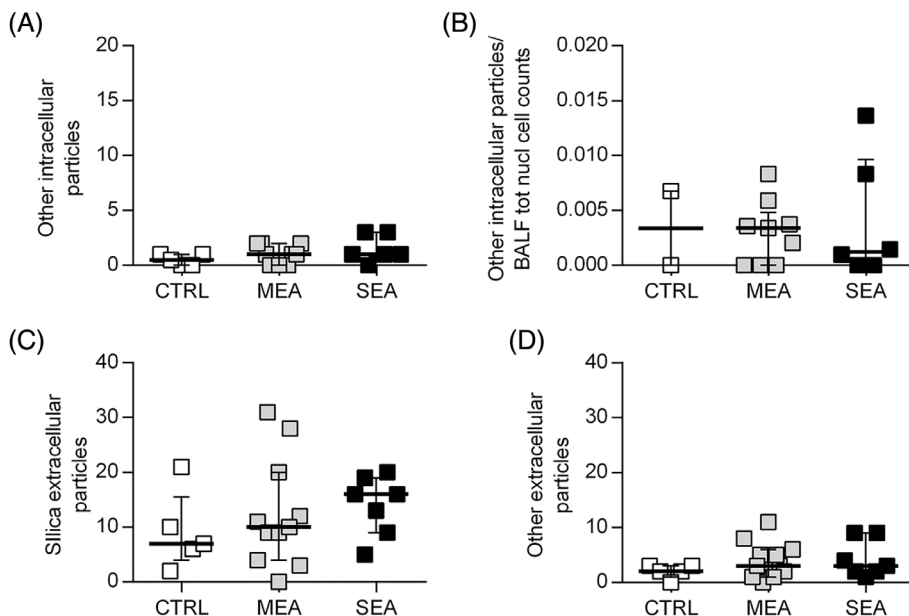 (A)
Other intracellular
particles
20
15
10
5
0
CTRL MEA SEA
(B)
Other intracellular particles/
BALF tot nucl cell counts
0.020
0.015
0.010
0.005
0.000
CTRL MEA SEA
(C)
SIlica extracellular
particles
40
30
20
10
0
CTRL MEA SEA
(D)
Other extracellular
particles
40
30
20
10
0
CTRL MEA SEA